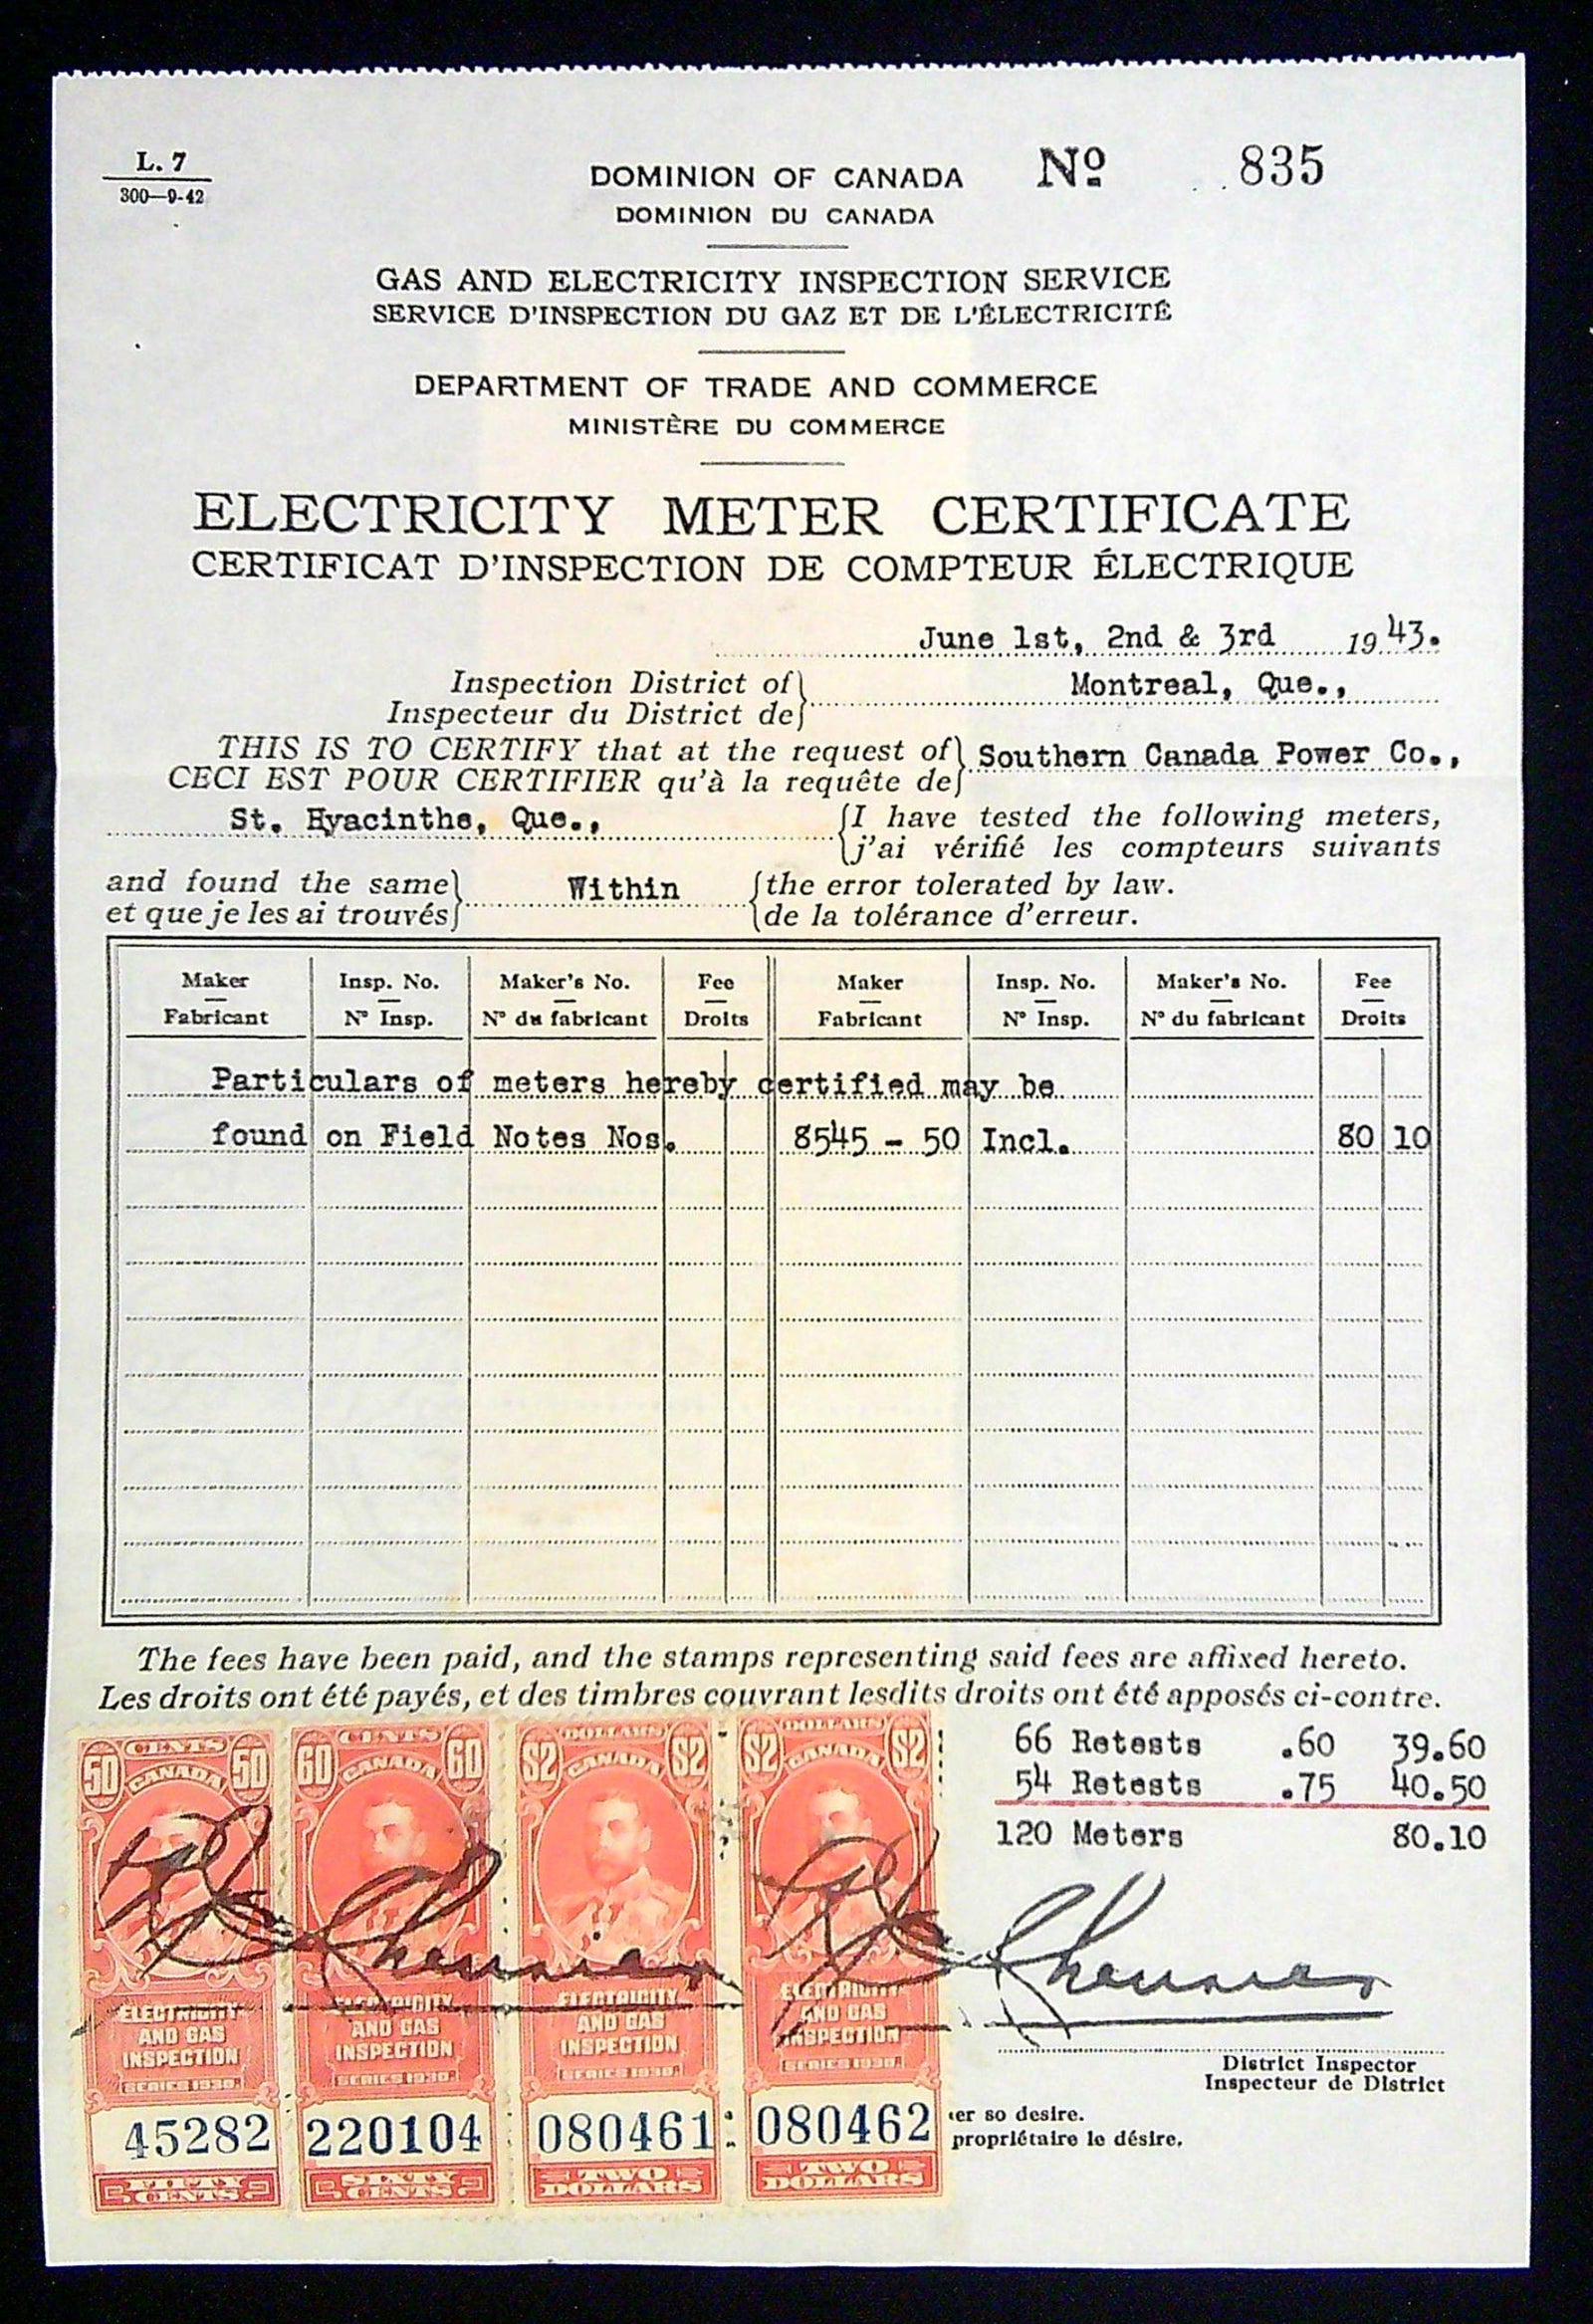 L. 7
300—9-42
DOMINION OF CANADA Nº 835
DOMINION DU CANADA
GAS AND ELECTRICITY INSPECTION SERVICE
SERVICE D'INSPECTION DU GAZ ET DE L'ÉLECTRICITÉ
DEPARTMENT OF TRADE AND COMMERCE
MINISTÈRE DU COMMERCE
ELECTRICITY METER CERTIFICATE
CERTIFICAT D'INSPECTION DE COMPTEUR ÉLECTRIQUE
June 1st, 2nd & 3rd 1943.
Inspection District of Montreal, Que.,
Inspecteur du District de
THIS IS TO CERTIFY that at the request of Southern Canada Power Co.,
CECI EST POUR CERTIFIER qu'à la requête de
St. Hyacinthe, Que., I have tested the following meters,
j'ai vérifié les compteurs suivants
and found the same Within the error tolerated by law.
et que je les ai trouvés de la tolérance d'erreur.
Maker Insp. No. Maker's No. Fee Maker Insp. No. Maker's No. Fee
Fabricant Nº Insp. Nº du fabricant Droits Fabricant Nº Insp. Nº du fabricant Droits
Particulars of meters hereby certified may be
found on Field Notes Nos. 8545 - 50 Incl. 80 10
The fees have been paid, and the stamps representing said fees are affixed hereto.
Les droits ont été payés, et des timbres couvrant lesdits droits ont été apposés ci-contre.
66 Retests .60 39.60
54 Retests .75 40.50
120 Meters 80.10
50 CENTS 50 60 CENTS 60 $2 DOLLARS $2 $2 DOLLARS $2
CANADA CANADA CANADA CANADA
ELECTRICITY ELECTRICITY ELECTRICITY ELECTRICITY
AND GAS AND GAS AND GAS AND GAS
INSPECTION INSPECTION INSPECTION INSPECTION
SERIES 1930 SERIES 1930 SERIES 1930 SERIES 1930
45282 220104 080461 080462
FIFTY SIXTY TWO TWO
CENTS CENTS DOLLARS DOLLARS
District Inspector
Inspecteur de District
er so desire.
propriétaire le désire.